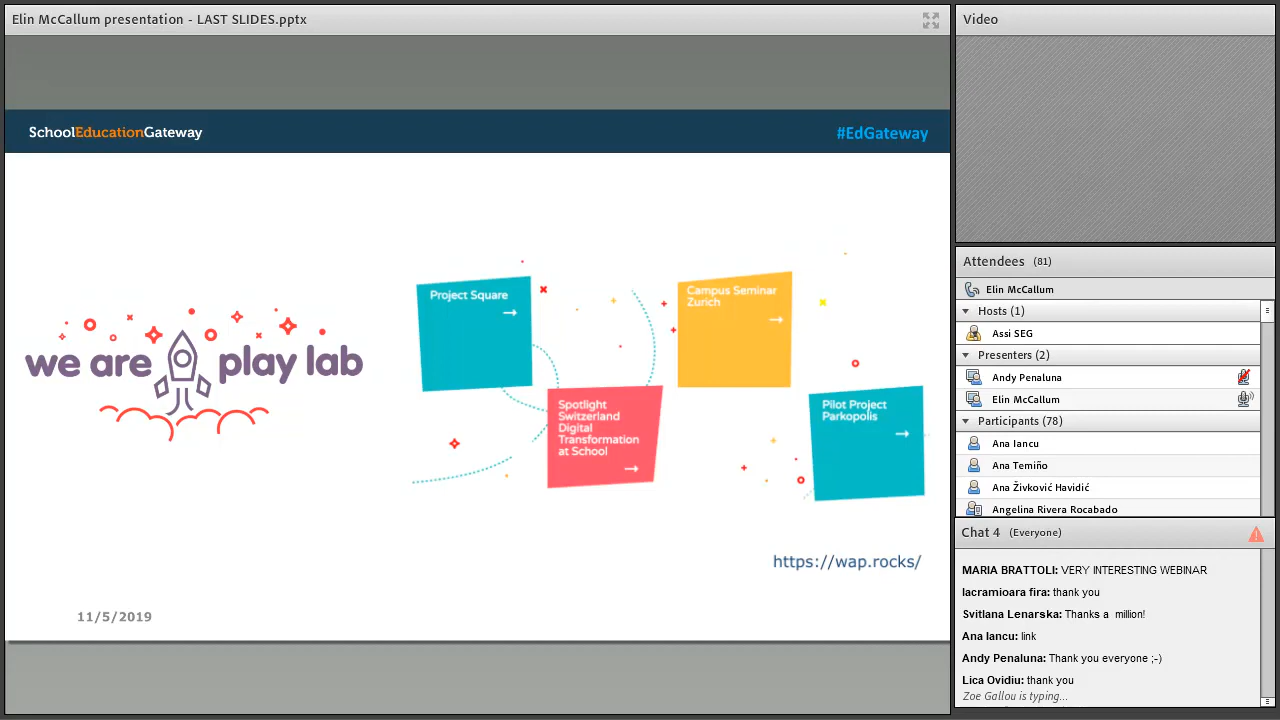 Elin McCallum presentation - LAST SLIDES.pptx
SchoolEducationGateway
#EdGateway
we are play lab
Project Square
Campus Seminar
Zurich
Spotlight
Switzerland
Digital
Transformation
at School
Pilot Project
Parkopolis
https://wap.rocks/
11/5/2019
Video
Attendees (81)
Elin McCallum
Hosts (1)
Assi SEG
Presenters (2)
Andy Penaluna
Elin McCallum
Participants (78)
Ana Iancu
Ana Temiño
Ana Živković Havidić
Angelina Rivera Rocabado
Chat 4 (Everyone)
MARIA BRATTOLI: VERY INTERESTING WEBINAR
lacramioara fira: thank you
Svitlana Lenarska: Thanks a million!
Ana Iancu: link
Andy Penaluna: Thank you everyone ;-)
Lica Ovidiu: thank you
Zoe Gallou is typing...